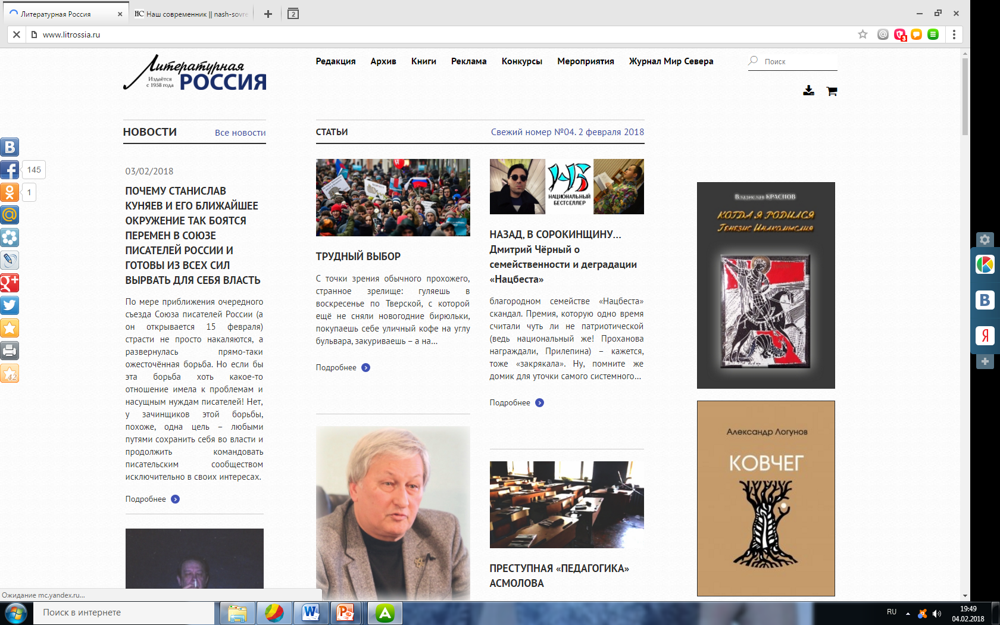 Литературная Россия
НС Наш современник || nash-sovre
2
www.litrossia.ru
3
Литературная
РОССИЯ
Издаётся
с 1958 года
Редакция Архив Книги Реклама Конкурсы Мероприятия Журнал Мир Севера
Поиск
НОВОСТИ Все новости
03/02/2018
ПОЧЕМУ СТАНИСЛАВ
КУНЯЕВ И ЕГО БЛИЖАЙШЕЕ
ОКРУЖЕНИЕ ТАК БОЯТСЯ
ПЕРЕМЕН В СОЮЗЕ
ПИСАТЕЛЕЙ РОССИИ И
ГОТОВЫ ИЗ ВСЕХ СИЛ
ВЫРВАТЬ ДЛЯ СЕБЯ ВЛАСТЬ
По мере приближения очередного
съезда Союза писателей России (а
он открывается 15 февраля)
страсти не просто накаляются, а
развернулась прямо-таки
ожесточённая борьба. Но если бы
эта борьба хоть какое-то
отношение имела к проблемам и
насущным нуждам писателей! Нет,
у зачинщиков этой борьбы,
похоже, одна цель – любыми
путями сохранить себя во власти и
продолжить командовать
писательским сообществом
исключительно в своих интересах.
Подробнее
СТАТЬИ Свежий номер №04. 2 февраля 2018
ТРУДНЫЙ ВЫБОР
С точки зрения обычного прохожего,
странное зрелище: гуляешь в
воскресенье по Тверской, с которой
ещё не сняли новогодние бирюльки,
покупаешь себе уличный кофе на углу
бульвара, закуриваешь – а на...
Подробнее
НАЦИОНАЛЬНЫЙ
БЕСТСЕЛЛЕР
НАЗАД, В СОРОКИНЩИНУ…
Дмитрий Чёрный о
семейственности и деградации
«Нацбеста»
благородном семействе «Нацбеста»
скандал. Премия, которую одно время
считали чуть ли не патриотической
(ведь национальный же! Проханова
награждали, Прилепина) – кажется,
тоже «закрякала». Ну, помните же
домик для уточки самого системного...
Подробнее
ПРЕСТУПНАЯ «ПЕДАГОГИКА»
АСМОЛОВА
Владислав КРАСНОВ
КОГДА Я РОДИЛСЯ
Генезис Инакомыслия
Александр Логунов
КОВЧЕГ
145
1
42
Ожидание mc.yandex.ru...
Поиск в интернете
RU
19:49
04.02.2018